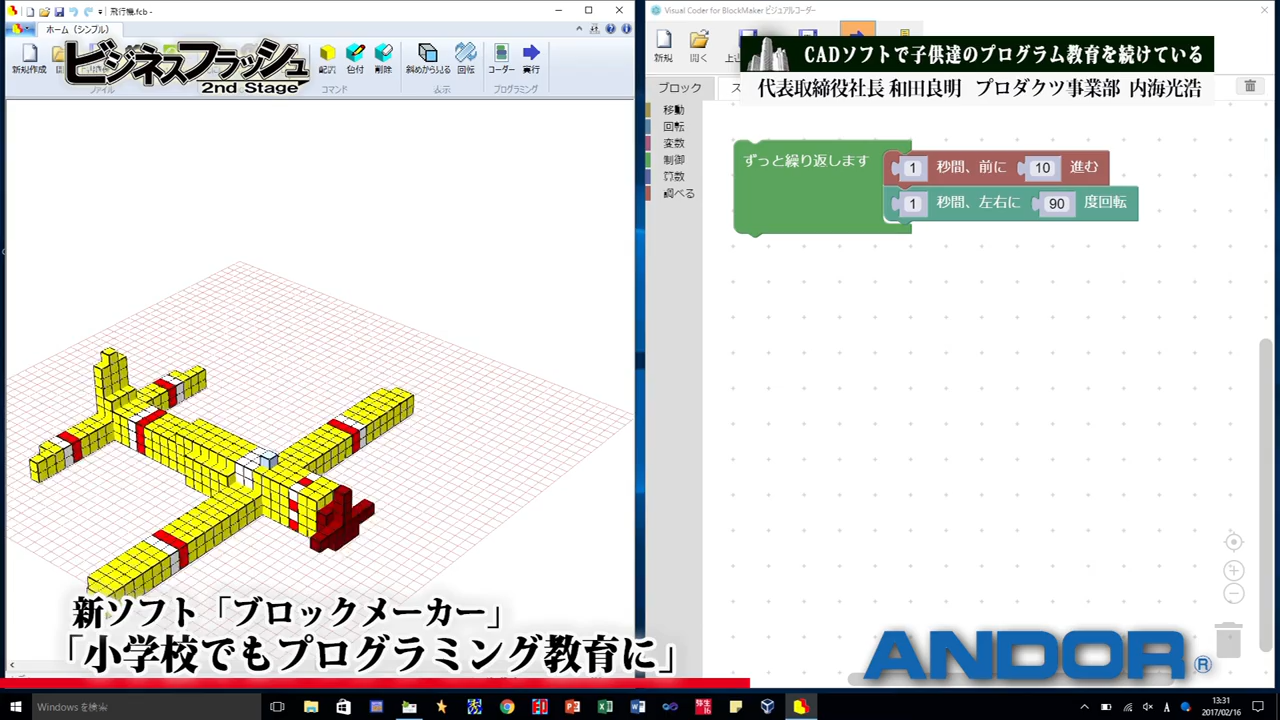 飛行機.fcb -
ホーム (シンプル)
新規作成
配置
台付
削除
斜めから見る
回転
コーダー
実行
ファイル
コマンド
表示
プログラミング
ビジネスフラッシュ
2nd Stage
Visual Coder for BlockMaker ビジュアルコーダー
新規
開く
CADソフトで子供達のプログラム教育を続けている
代表取締役社長 和田良明 プロダクツ事業部 内海光浩
ブロック
移動
回転
変数
制御
算数
調べる
ずっと繰り返します
1 秒間、前に 10 進む
1 秒間、左右に 90 度回転
新ソフト「ブロックメーカー」
「小学校でもプログラミング教育に」
ANDOR®
Windows を検索
13:31
2017/02/16